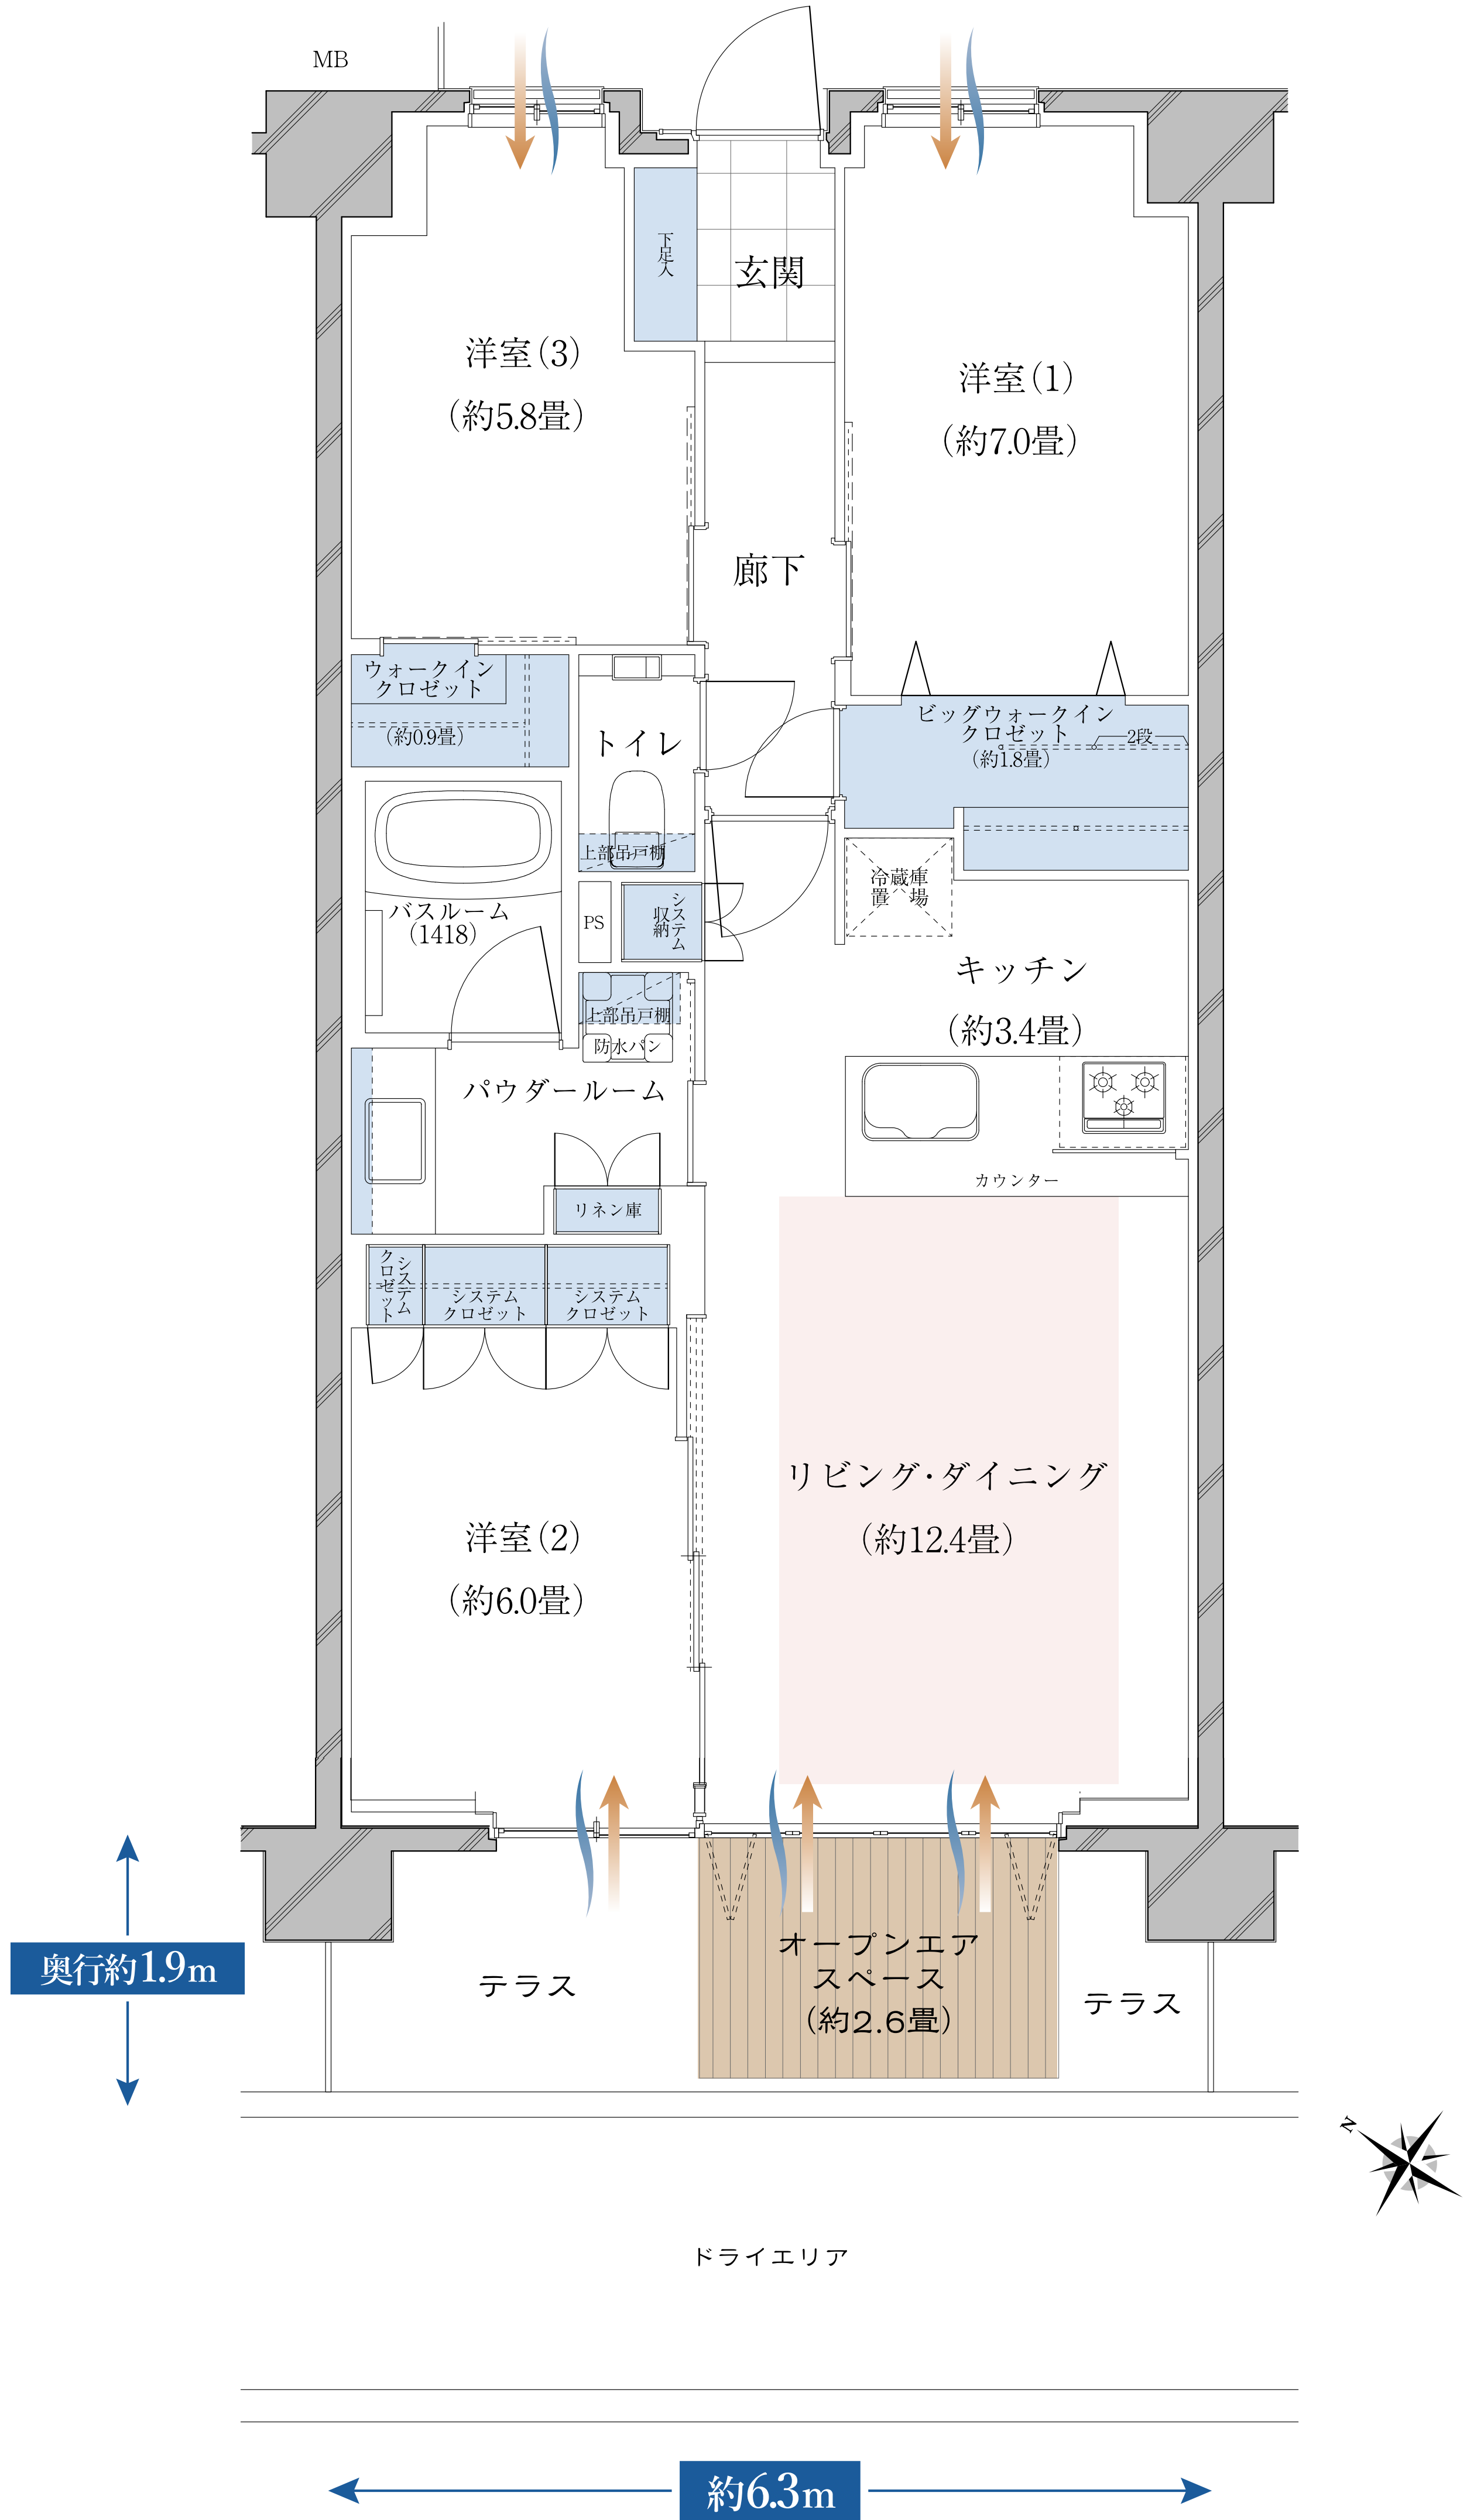 MB
下足入
玄関
洋室(3)
(約5.8畳)
洋室(1)
(約7.0畳)
廊下
ウォークイン
クロゼット
(約0.9畳)
トイレ
ビッグウォークイン
クロゼット
(約1.8畳)
2段
上部吊戸棚
冷蔵庫
置場
バスルーム
(1418)
PS
システム
収納
キッチン
(約3.4畳)
上部吊戸棚
防水パン
パウダールーム
カウンター
リネン庫
システム
クロゼット
システム
クロゼット
システム
クロゼット
リビング・ダイニング
(約12.4畳)
洋室(2)
(約6.0畳)
オープンエア
スペース
(約2.6畳)
奥行約1.9m
テラス
テラス
N
ドライエリア
約6.3m